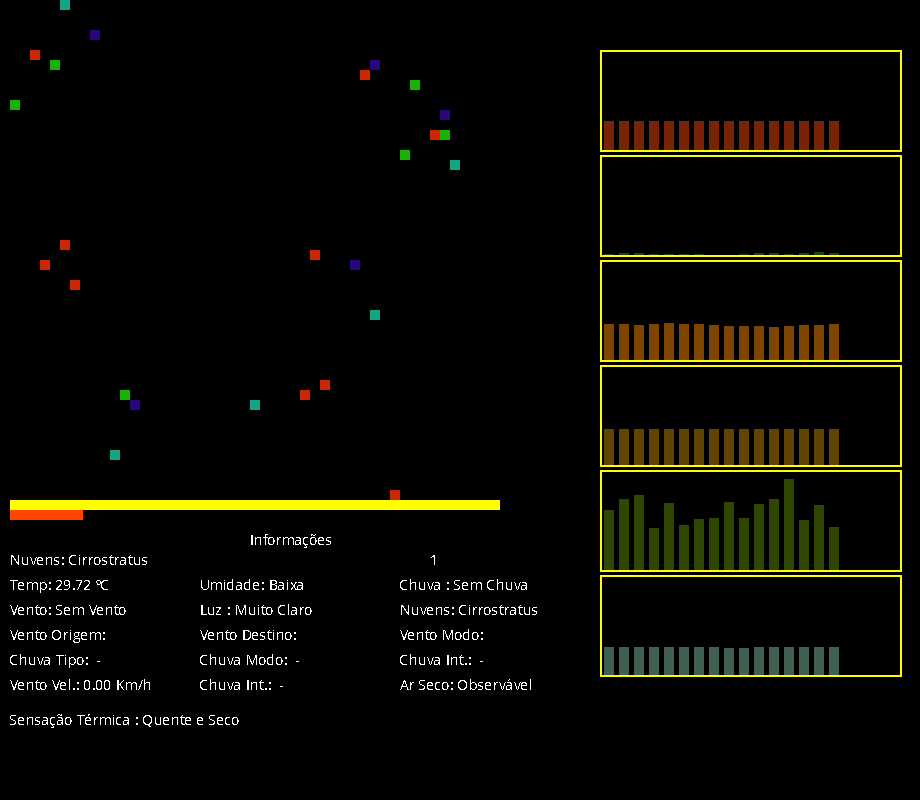 Informações
Nuvens: Cirrostratus 1
Temp: 29.72 ºC Umidade: Baixa Chuva : Sem Chuva
Vento: Sem Vento Luz : Muito Claro Nuvens: Cirrostratus
Vento Origem: Vento Destino: Vento Modo:
Chuva Tipo: - Chuva Modo: - Chuva Int.: -
Vento Vel.: 0.00 Km/h Chuva Int.: - Ar Seco: Observável
Sensação Térmica : Quente e Seco